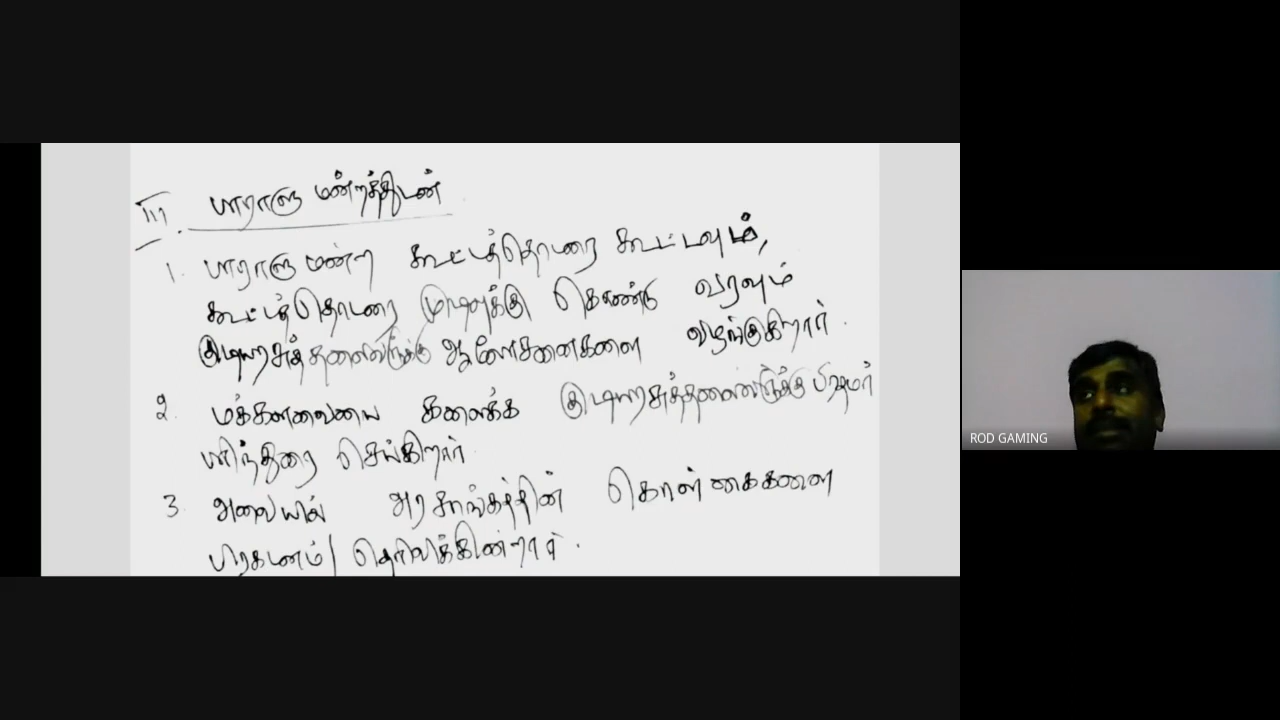 III. பாராளு மன்றத்துடன்
1. பாராளு மன்ற கூட்டத்தொடரை கூட்டவும்,
கூட்டத்தொடரை முடிவுக்கு கொண்டு வரவும்
குடியரசுத்தலைவருக்கு ஆலோசனைகளை வழங்குகிறார்.
2. மக்களவையை கலைக்க குடியரசுத்தலைவருக்கு பிரதமர்
பரிந்துரை செய்கிறார்
3. அவையில் அரசாங்கத்தின் கொள்கைகளை
பிரகடனம்/ தெரிவிக்கின்றார்.
ROD GAMING